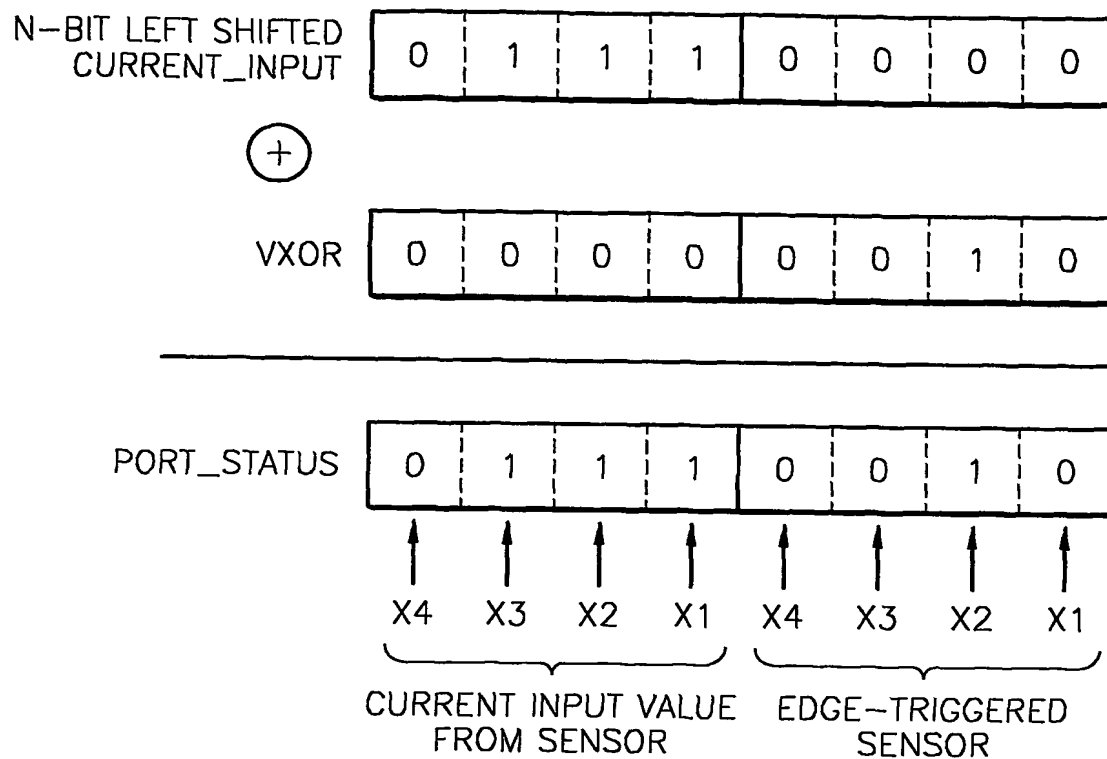 N-BIT LEFT SHIFTED
CURRENT_INPUT
0 1 1 1 0 0 0 0
+
VXOR
0 0 0 0 0 0 1 0
PORT_STATUS
0 1 1 1 0 0 1 0
X4 X3 X2 X1 X4 X3 X2 X1
CURRENT INPUT VALUE
FROM SENSOR
EDGE-TRIGGERED
SENSOR